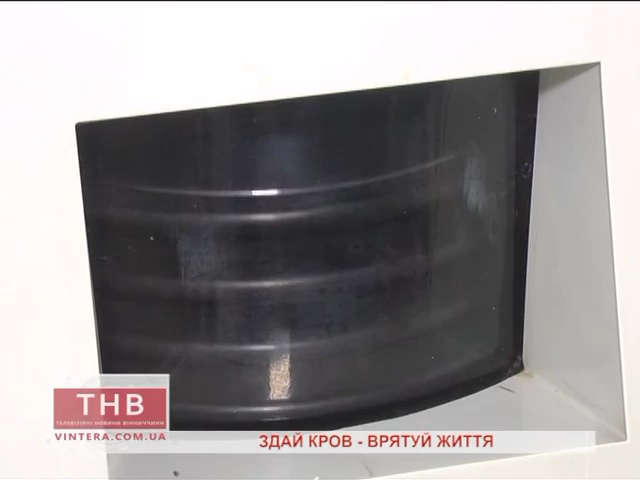 ТНВ
ТЕЛЕВІЗІЙНІ НОВИНИ ВІННИЧЧИНИ
VINTERA.COM.UA
ЗДАЙ КРОВ - ВРЯТУЙ ЖИТТЯ